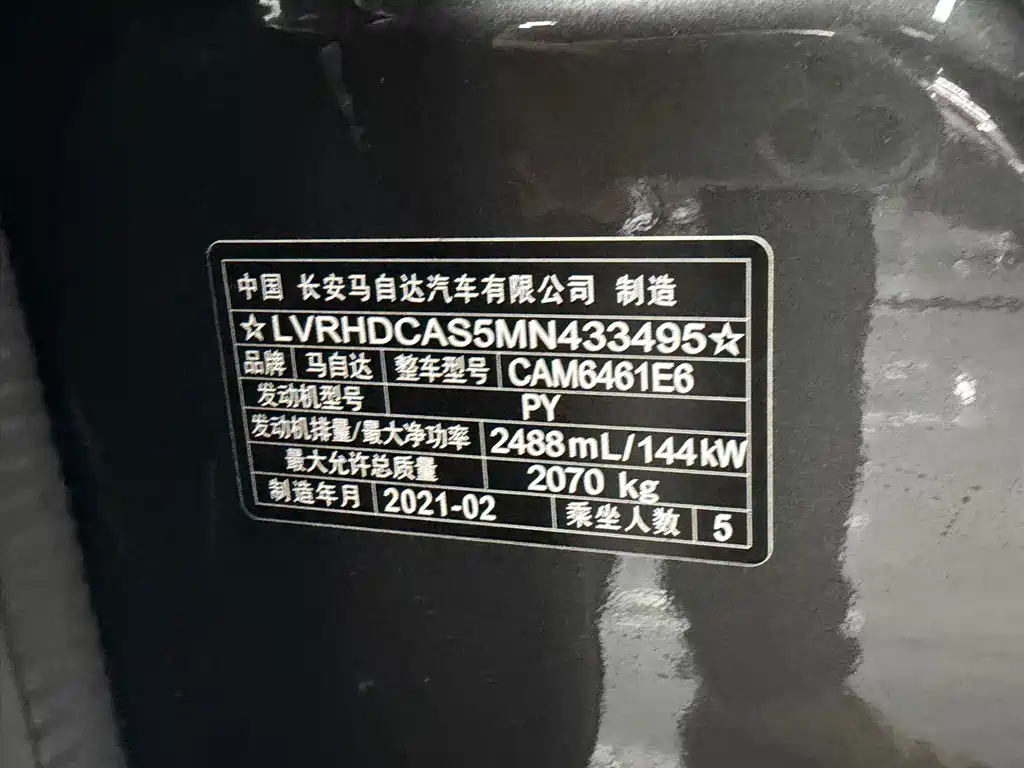 中国 长安马自达汽车有限公司 制造
☆LVRHDCAS5MN433495☆
品牌 马自达 整车型号 CAM6461E6
发动机型号 PY
发动机排量/最大净功率 2488mL/144kW
最大允许总质量 2070 kg
制造年月 2021-02 乘坐人数 5